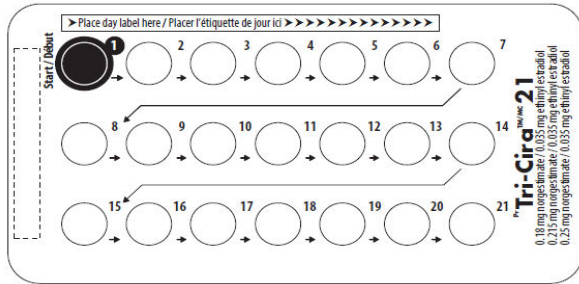 ➤Place day label here / Placer l'étiquette de jour ici ➤➤➤➤➤➤➤➤➤➤➤➤➤➤
Start / Début
1 2 3 4 5 6 7
8 9 10 11 12 13 14
15 16 17 18 19 20 21
Pr Tri-Cira TM/MC 21
0.18 mg norgestimate / 0.035 mg ethinyl estradiol
0.215 mg norgestimate / 0.035 mg ethinyl estradiol
0.25 mg norgestimate / 0.035 mg ethinyl estradiol